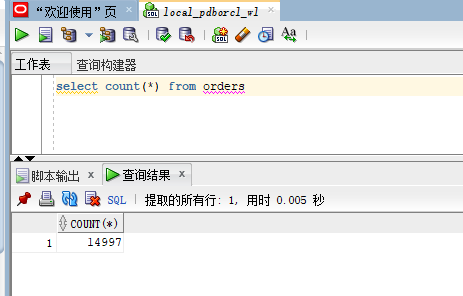 “欢迎使用”页 local_pdborcl_wl
工作表 查询构建器
select count(*) from orders
脚本输出 x 查询结果 x
SQL | 提取的所有行: 1, 用时 0.005 秒
COUNT(*)
1 14997